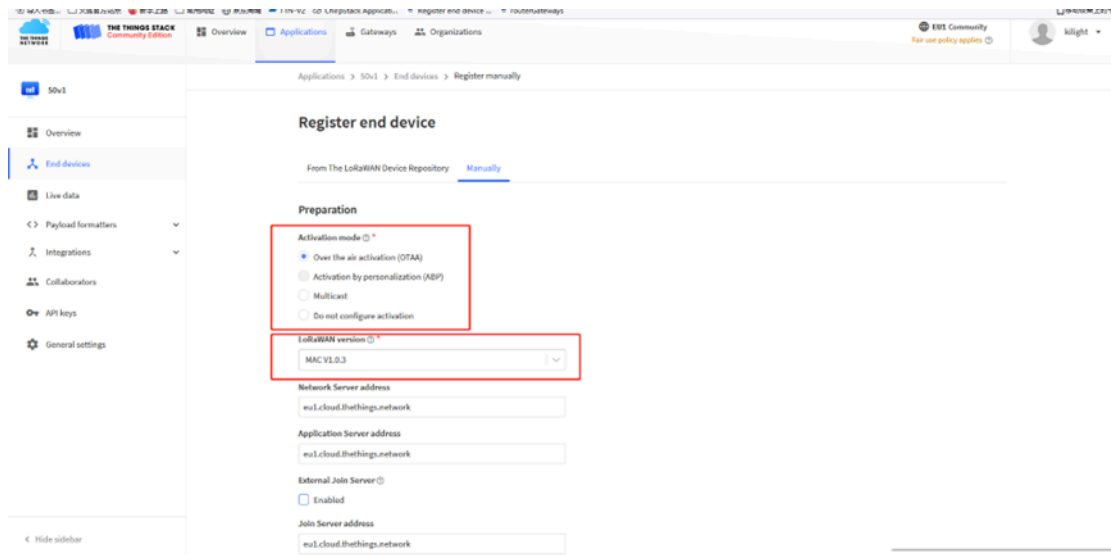 THE THINGS NETWORK
THE THINGS STACK
Community Edition
Overview
Applications
Gateways
Organizations
EU1 Community
Fair use policy applies
kilight
Applications > 50v1 > End devices > Register manually
50v1
Overview
End devices
Live data
Payload formatters
Integrations
Collaborators
API keys
General settings
Hide sidebar
Register end device
From The LoRaWAN Device Repository
Manually
Preparation
Activation mode *
Over the air activation (OTAA)
Activation by personalization (ABP)
Multicast
Do not configure activation
LoRaWAN version *
MAC V1.0.3
Network Server address
eu1.cloud.thethings.network
Application Server address
eu1.cloud.thethings.network
External Join Server
Enabled
Join Server address
eu1.cloud.thethings.network